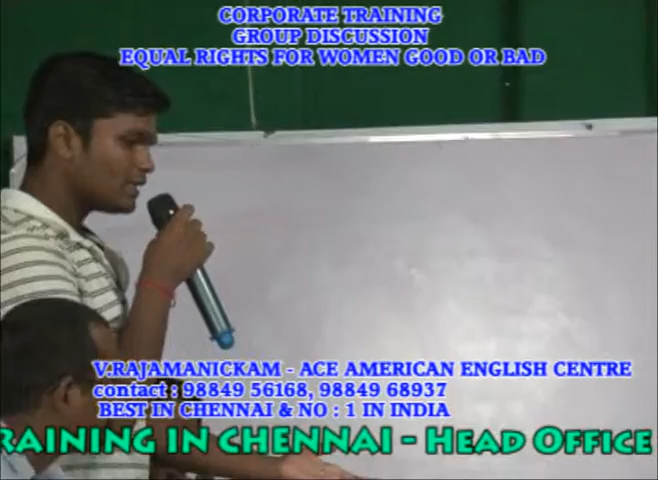 CORPORATE TRAINING
GROUP DISCUSSION
EQUAL RIGHTS FOR WOMEN GOOD OR BAD
V.RAJAMANICKAM - ACE AMERICAN ENGLISH CENTRE
contact : 98849 56168, 98849 68937
BEST IN CHENNAI & NO : 1 IN INDIA
RAINING IN CHENNAI - HEAD OFFICE